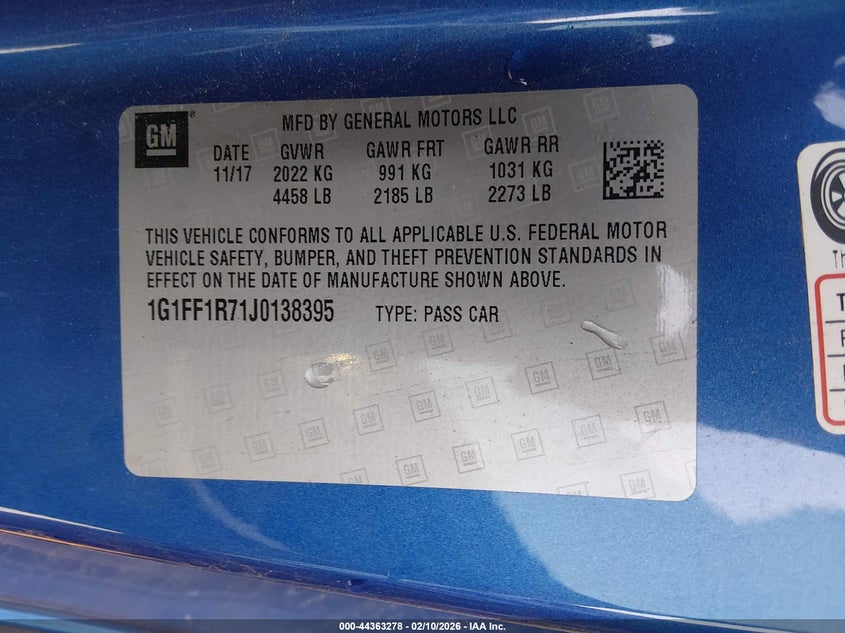 GM
MFD BY GENERAL MOTORS LLC
DATE GVWR GAWR FRT GAWR RR
11/17 2022 KG 991 KG 1031 KG
4458 LB 2185 LB 2273 LB
THIS VEHICLE CONFORMS TO ALL APPLICABLE U.S. FEDERAL MOTOR
VEHICLE SAFETY, BUMPER, AND THEFT PREVENTION STANDARDS IN
EFFECT ON THE DATE OF MANUFACTURE SHOWN ABOVE.
1G1FF1R71J0138395 TYPE: PASS CAR
000-44363278 - 02/10/2026 - IAA Inc.